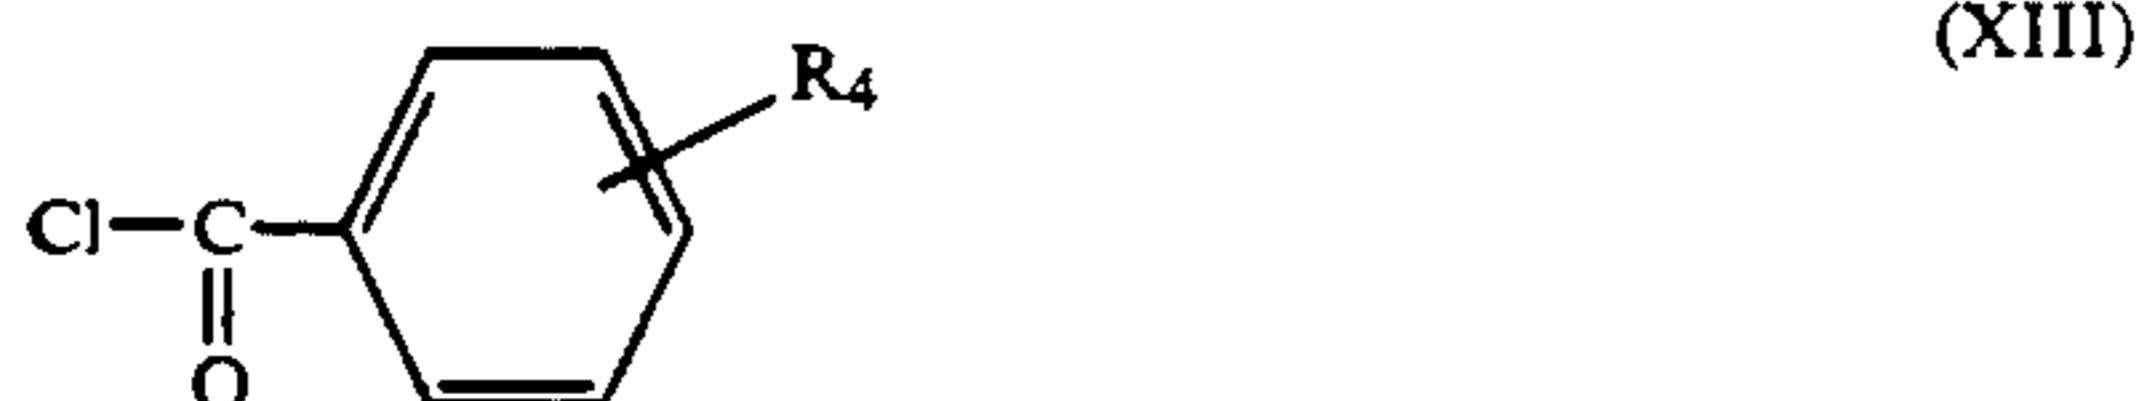 (XIII)
R₄
Cl—C
O